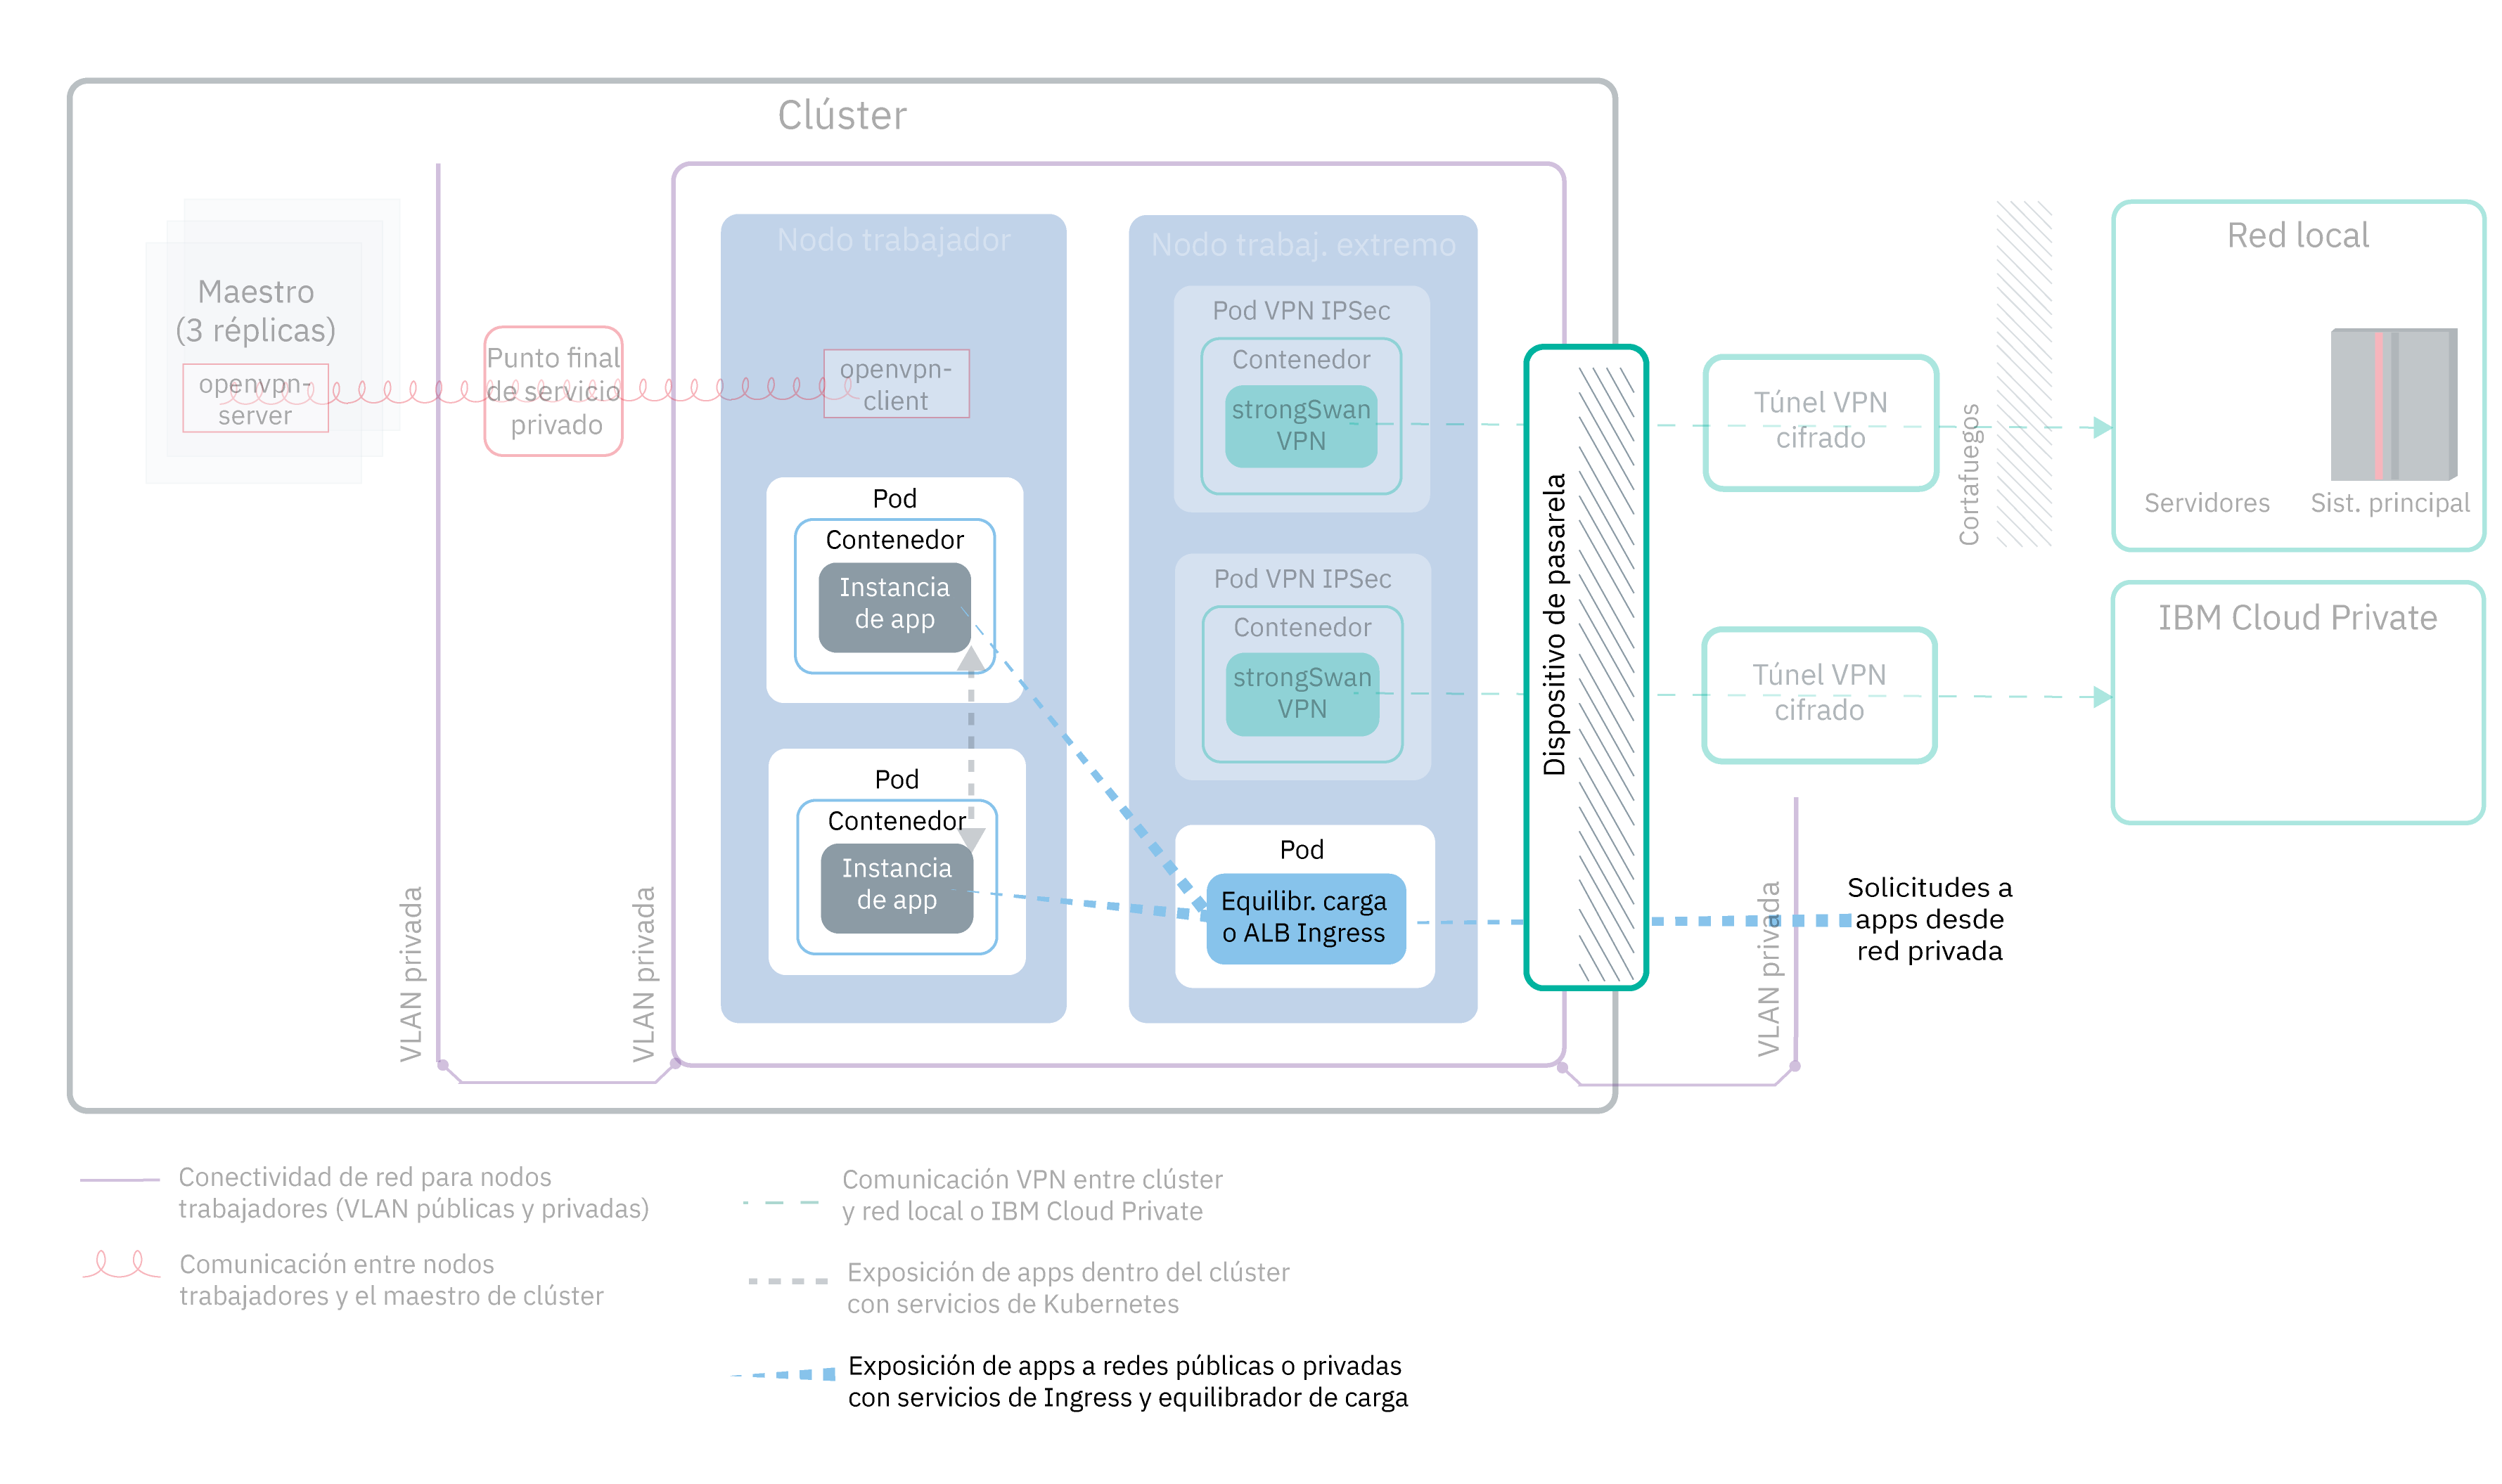 Clúster
Maestro
(3 réplicas)
openvpn-
server
Punto final
de servicio
privado
VLAN privada
VLAN privada
Nodo trabajador
openvpn-
client
Pod
Contenedor
Instancia
de app
Pod
Contenedor
Instancia
de app
Nodo trabaj. extremo
Pod VPN IPSec
Contenedor
strongSwan
VPN
Pod VPN IPSec
Contenedor
strongSwan
VPN
Pod
Equilibr. carga
o ALB Ingress
Dispositivo de pasarela
Túnel VPN
cifrado
Túnel VPN
cifrado
Cortafuegos
Red local
Servidores
Sist. principal
IBM Cloud Private
VLAN privada
Solicitudes a
apps desde
red privada
Conectividad de red para nodos
trabajadores (VLAN públicas y privadas)
Comunicación entre nodos
trabajadores y el maestro de clúster
Comunicación VPN entre clúster
y red local o IBM Cloud Private
Exposición de apps dentro del clúster
con servicios de Kubernetes
Exposición de apps a redes públicas o privadas
con servicios de Ingress y equilibrador de carga